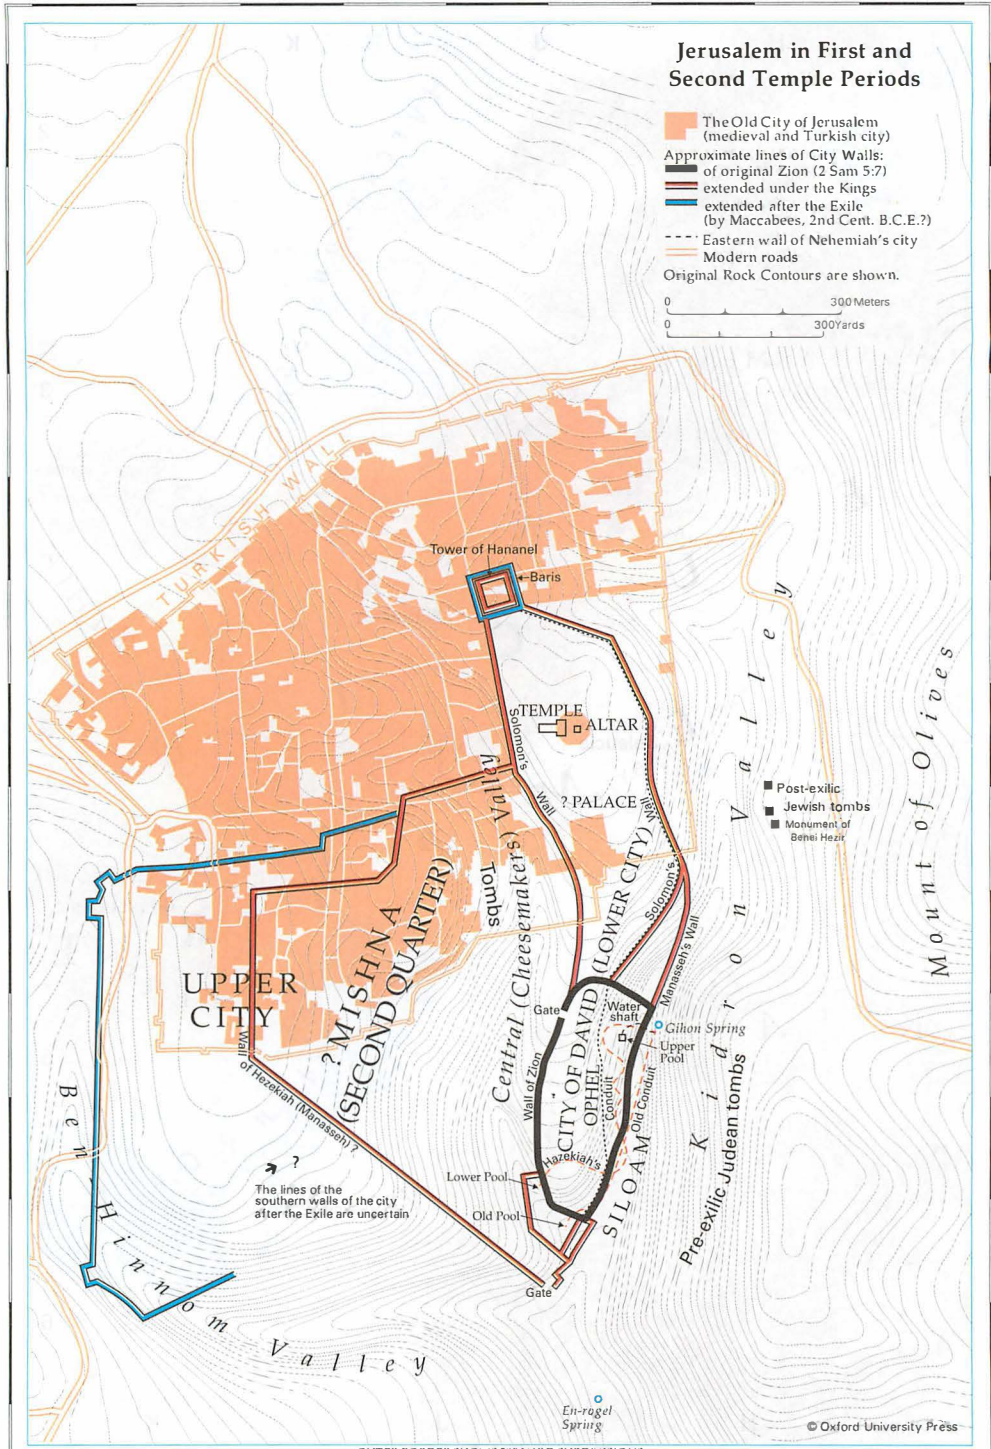 Jerusalem in First and
Second Temple Periods
The Old City of Jerusalem
(medieval and Turkish city)
Approximate lines of City Walls:
of original Zion (2 Sam 5:7)
extended under the Kings
extended after the Exile
(by Maccabees, 2nd Cent. B.C.E.?)
Eastern wall of Nehemiah's city
Modern roads
Original Rock Contours are shown.
0 300 Meters
0 300Yards
TURKISH WALL
Tower of Hananel
Baris
TEMPLE
ALTAR
Solomon's
Wall
? PALACE
Wall
Solomon's
Manasseh's Wall
Central (Cheesemakers) Valley
Tombs
(LOWER CITY)
? MISHNA
(SECOND QUARTER)
UPPER
CITY
Wall
of Hezekiah (Manasseh) ?
Kidron Valley
Mount of Olives
Post-exilic
Jewish tombs
Monument of
Benei Hezir
Gate
Water
shaft
Gihon Spring
Upper
Pool
Wall of Zion
CITY OF DAVID
OPHEL
Conduit
Old Conduit
Hazekiah's
SILOAM
Pre-exilic Judean tombs
Lower Pool
Old Pool
Gate
?
The lines of the
southern walls of the city
after the Exile are uncertain
Ben-Hinnom Valley
En-rogel
Spring
© Oxford University Press